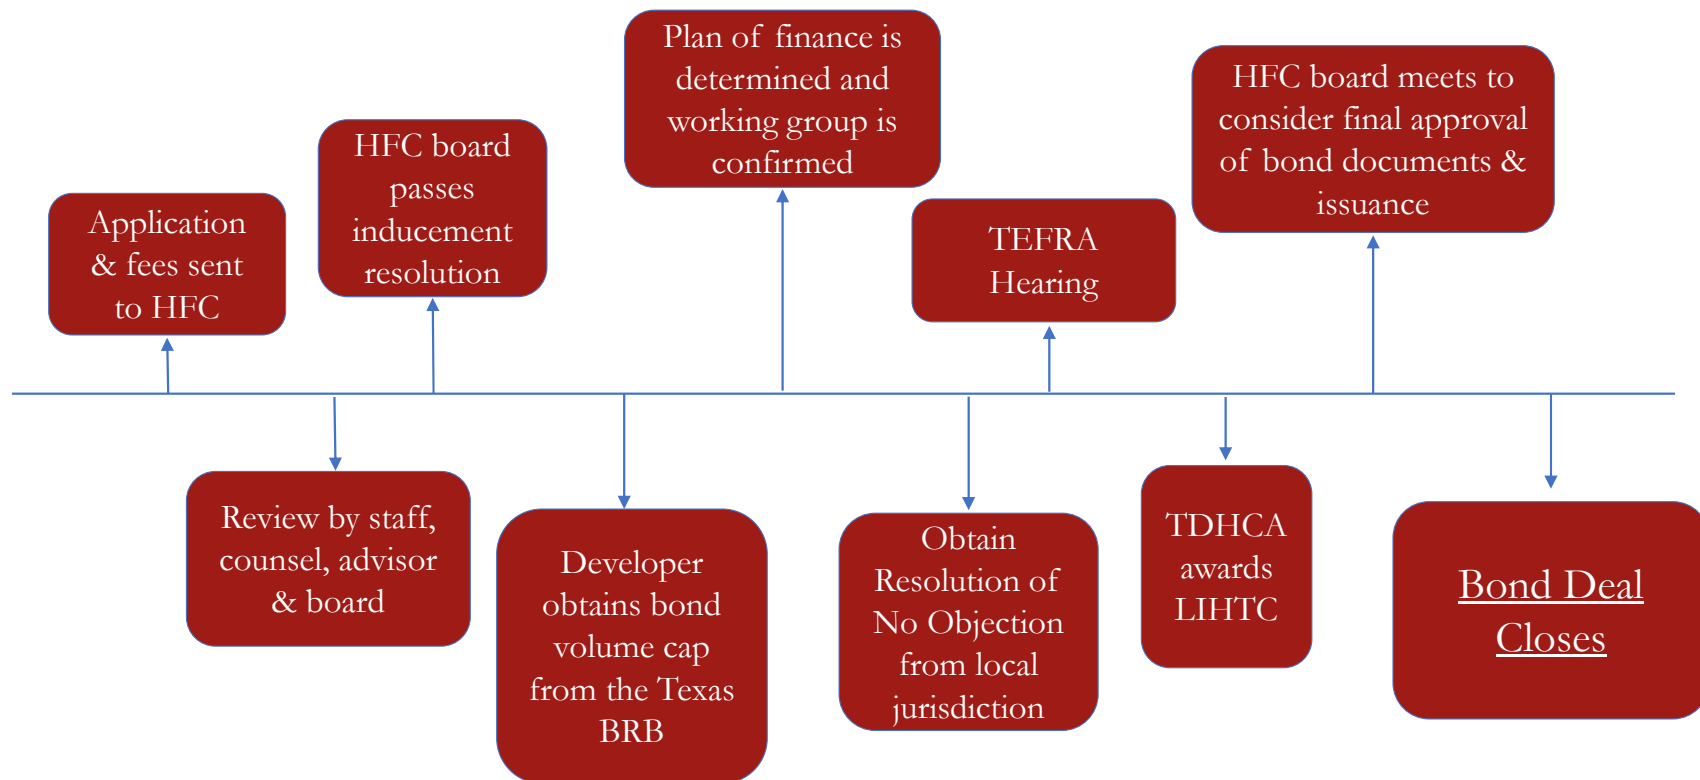 Application
& fees sent
to HFC
Review by staff,
counsel, advisor
& board
HFC board
passes
inducement
resolution
Developer
obtains bond
volume cap
from the Texas
BRB
Plan of finance is
determined and
working group is
confirmed
Obtain
Resolution of
No Objection
from local
jurisdiction
TEFRA
Hearing
TDHCA
awards
LIHTC
HFC board meets to
consider final approval
of bond documents &
issuance
Bond Deal
Closes